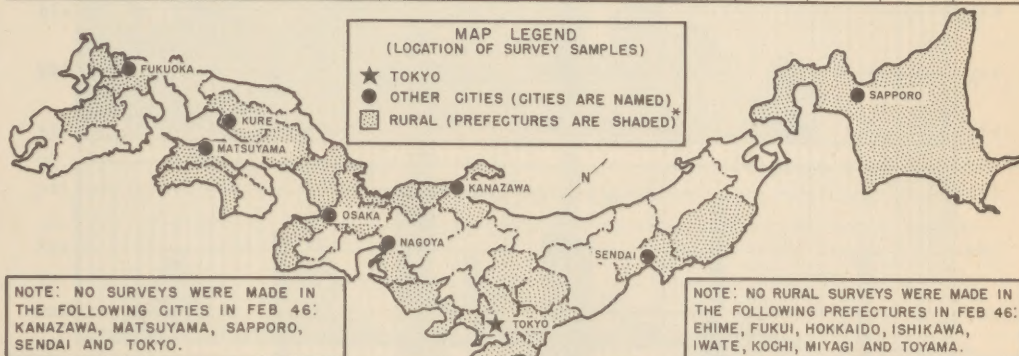 MAP LEGEND
(LOCATION OF SURVEY SAMPLES)
★ TOKYO
● OTHER CITIES (CITIES ARE NAMED)
RURAL (PREFECTURES ARE SHADED)*
FUKUOKA
KURE
MATSUYAMA
OSAKA
KANAZAWA
NAGOYA
N
SENDAI
TOKYO
SAPPORO
NOTE: NO SURVEYS WERE MADE IN
THE FOLLOWING CITIES IN FEB 46:
KANAZAWA, MATSUYAMA, SAPPORO,
SENDAI AND TOKYO.
NOTE: NO RURAL SURVEYS WERE MADE IN
THE FOLLOWING PREFECTURES IN FEB 46:
EHIME, FUKUI, HOKKAIDO, ISHIKAWA,
IWATE, KOCHI, MIYAGI AND TOYAMA.